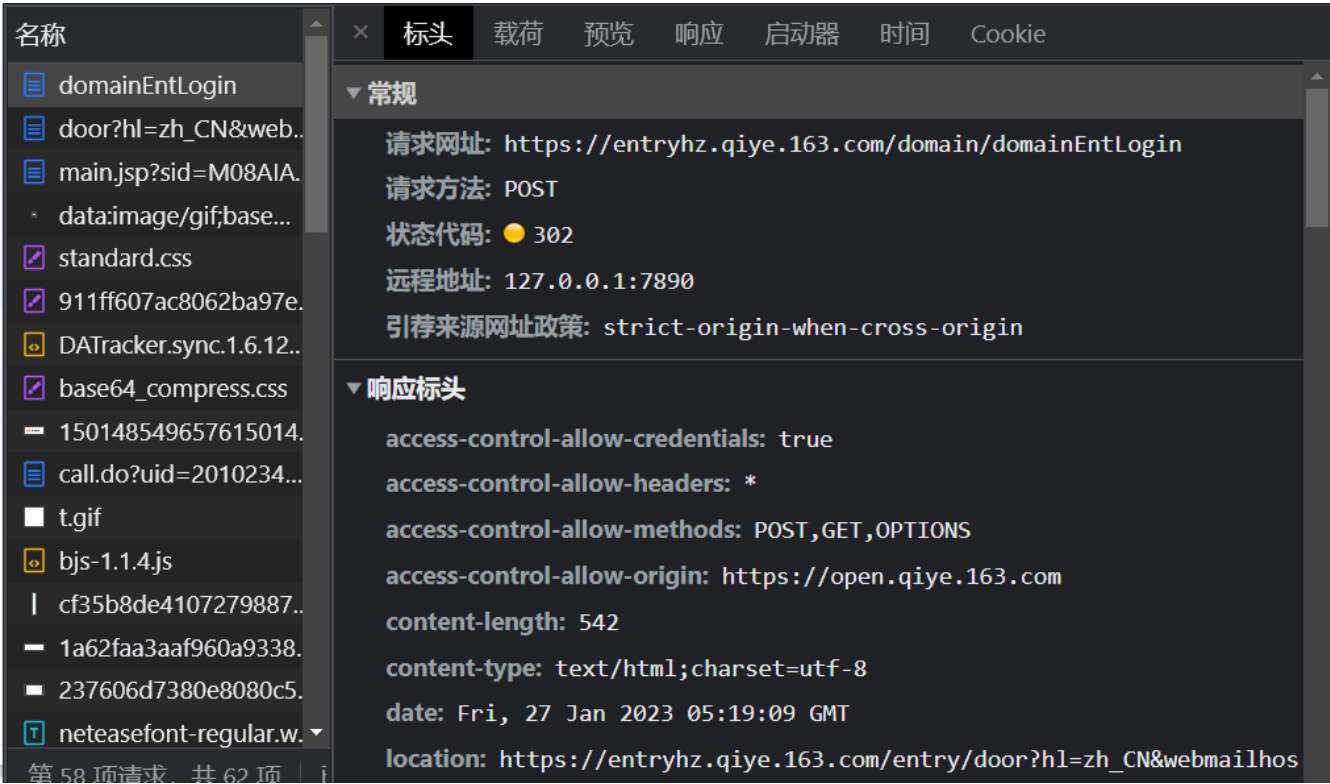 名称
domainEntLogin
door?hl=zh_CN&web..
main.jsp?sid=M08AIA.
data:image/gif;base...
standard.css
911ff607ac8062ba97e.
DATracker.sync.1.6.12..
base64_compress.css
150148549657615014.
call.do?uid=2010234...
t.gif
bjs-1.1.4.js
cf35b8de4107279887..
1a62faa3aaf960a9338.
237606d7380e8080c5.
neteasefont-regular.w.
第 58 项请求，共 62 项
× 标头 载荷 预览 响应 启动器 时间 Cookie
常规
请求网址: https://entryhz.qiye.163.com/domain/domainEntLogin
请求方法: POST
状态代码: 302
远程地址: 127.0.0.1:7890
引荐来源网址政策: strict-origin-when-cross-origin
响应标头
access-control-allow-credentials: true
access-control-allow-headers: *
access-control-allow-methods: POST,GET,OPTIONS
access-control-allow-origin: https://open.qiye.163.com
content-length: 542
content-type: text/html;charset=utf-8
date: Fri, 27 Jan 2023 05:19:09 GMT
location: https://entryhz.qiye.163.com/entry/door?hl=zh_CN&webmailhos